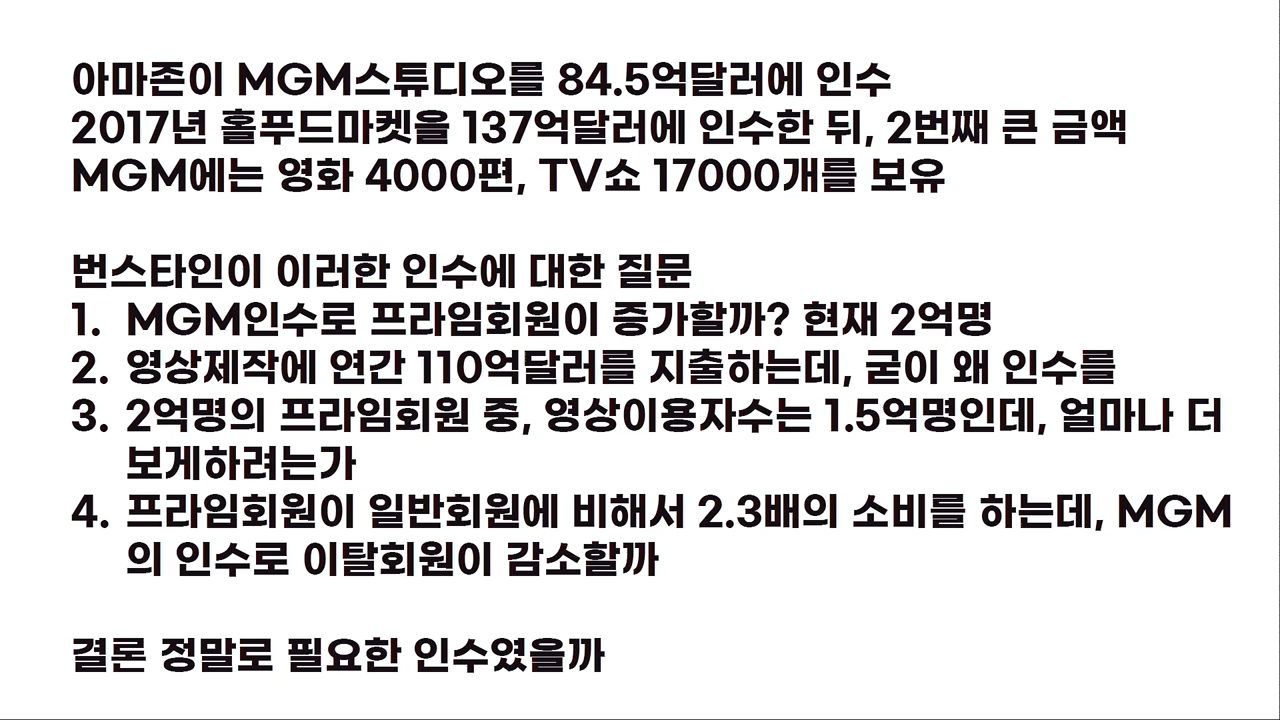 아마존이 MGM스튜디오를 84.5억달러에 인수
2017년 홀푸드마켓을 137억달러에 인수한 뒤, 2번째 큰 금액
MGM에는 영화 4000편, TV쇼 17000개를 보유
번스타인이 이러한 인수에 대한 질문
1. MGM인수로 프라임회원이 증가할까? 현재 2억명
2. 영상제작에 연간 110억달러를 지출하는데, 굳이 왜 인수를
3. 2억명의 프라임회원 중, 영상이용자수는 1.5억명인데, 얼마나 더
보게하려는가
4. 프라임회원이 일반회원에 비해서 2.3배의 소비를 하는데, MGM
의 인수로 이탈회원이 감소할까
결론 정말로 필요한 인수였을까